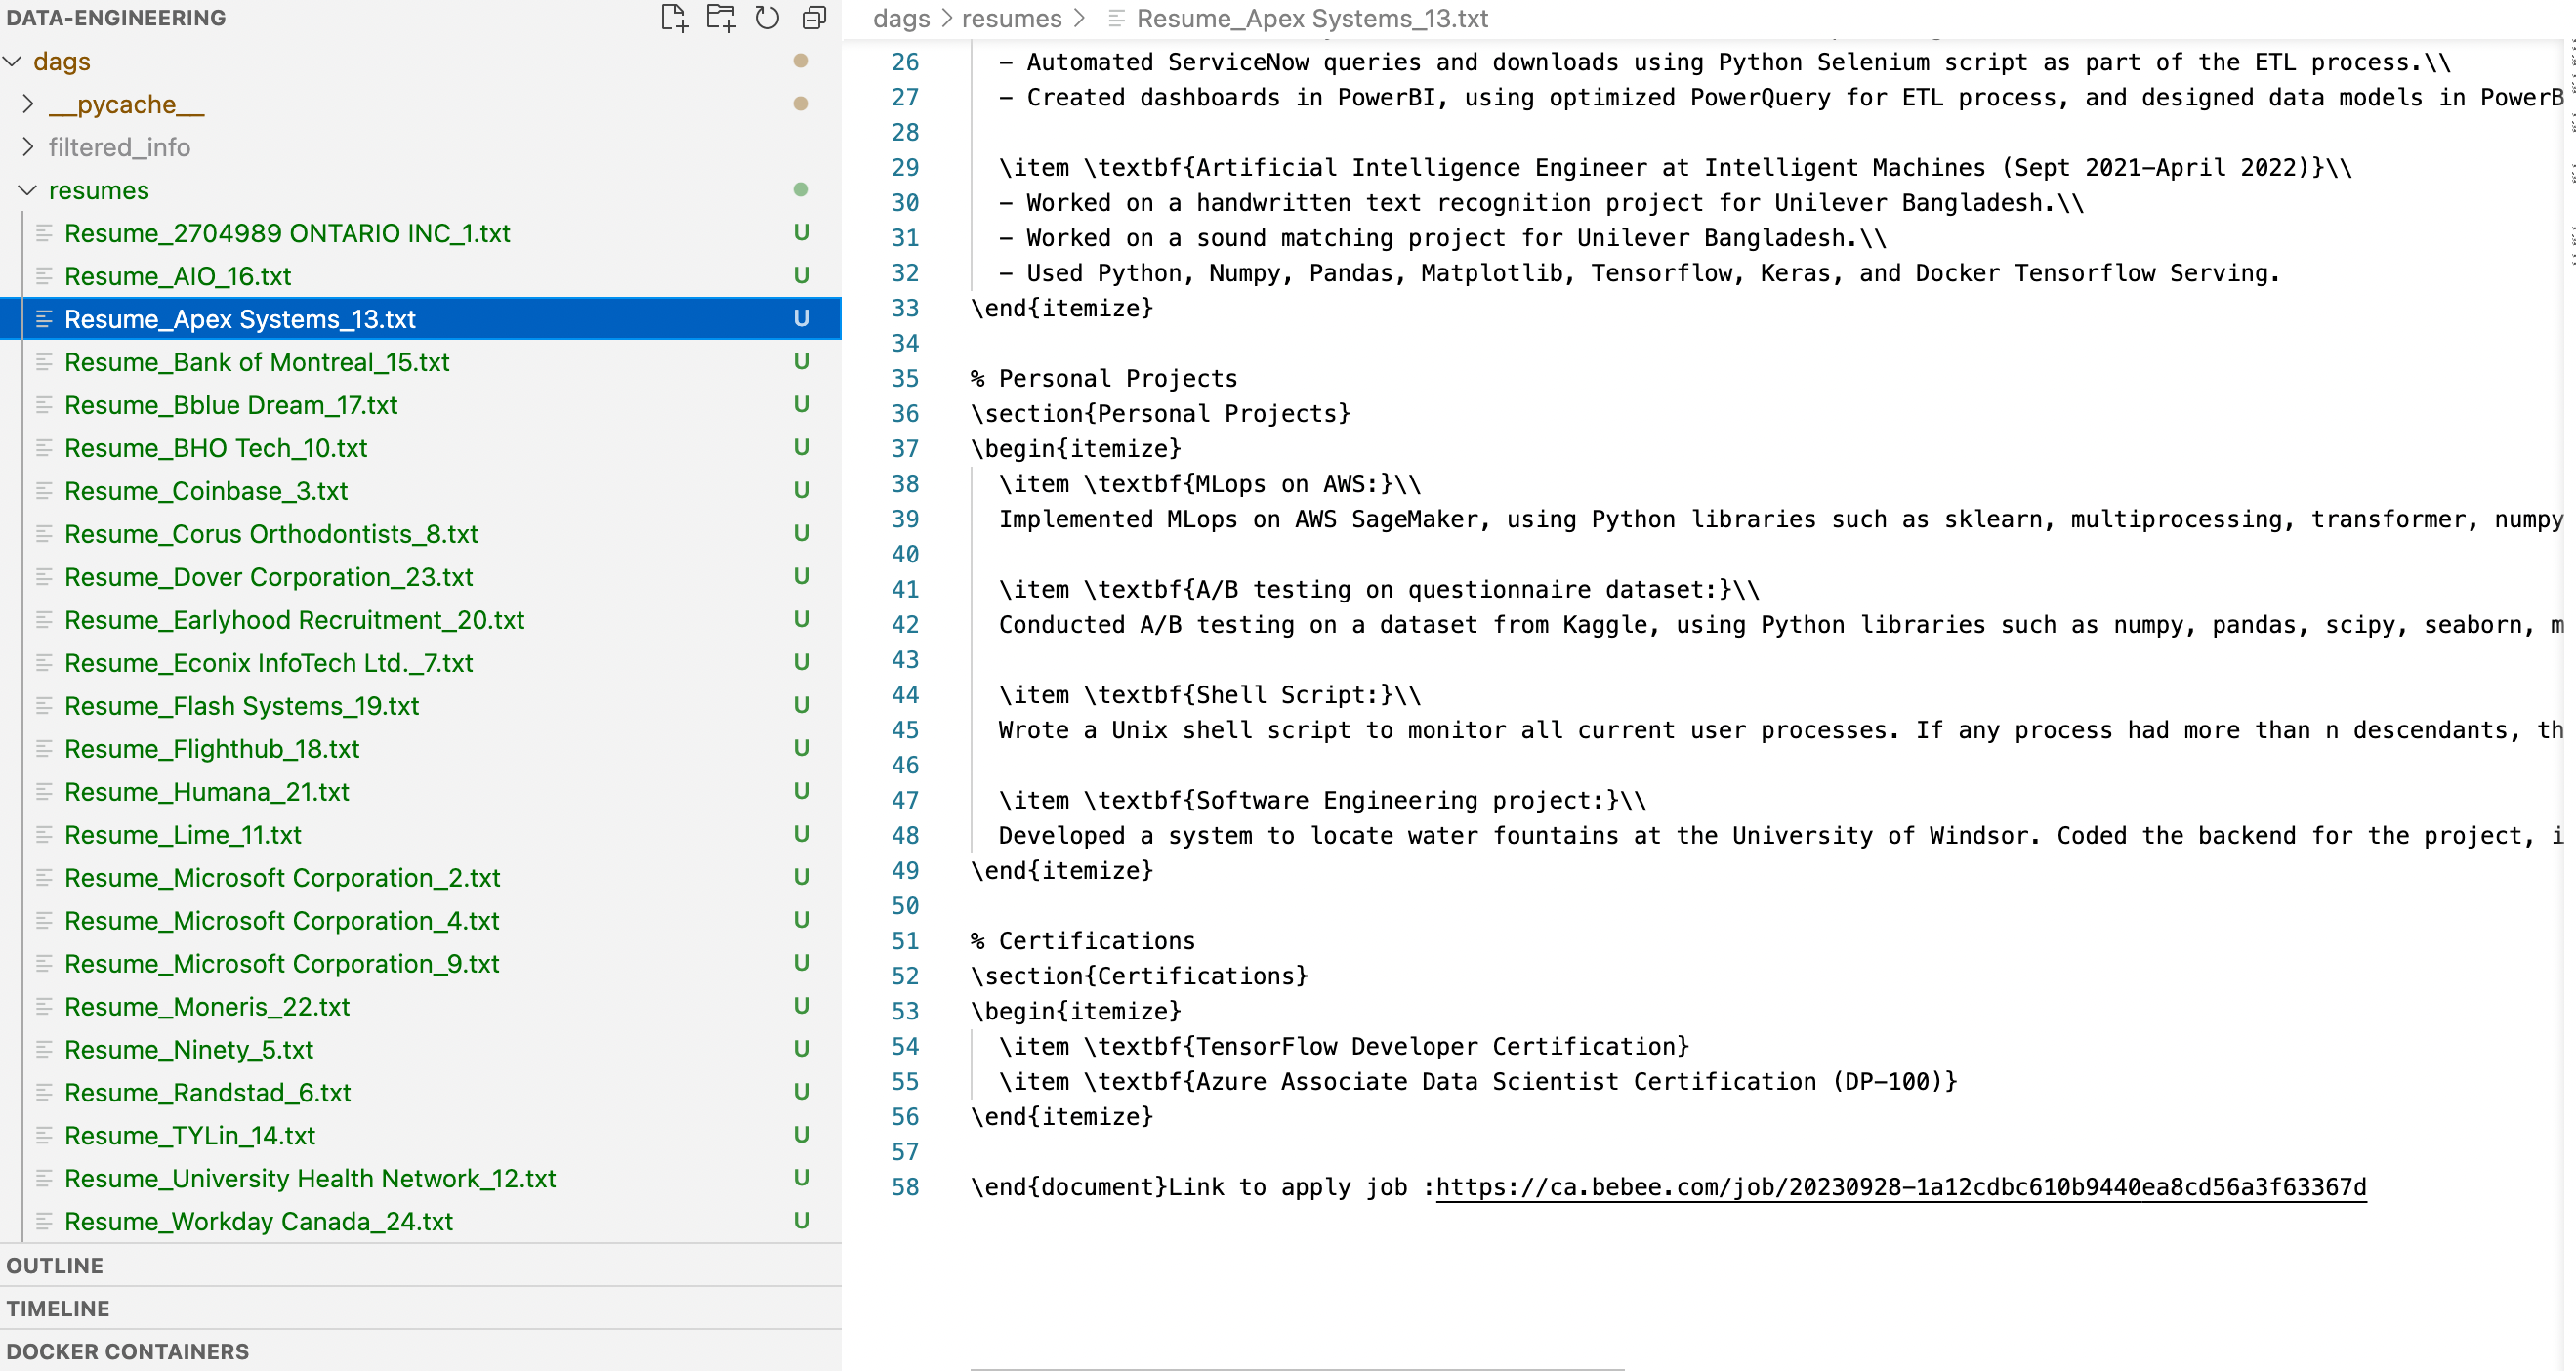 DATA-ENGINEERING
dags
__pycache__
filtered_info
resumes
Resume_2704989 ONTARIO INC_1.txt U
Resume_AIO_16.txt U
Resume_Apex Systems_13.txt U
Resume_Bank of Montreal_15.txt U
Resume_Bblue Dream_17.txt U
Resume_BHO Tech_10.txt U
Resume_Coinbase_3.txt U
Resume_Corus Orthodontists_8.txt U
Resume_Dover Corporation_23.txt U
Resume_Earlyhood Recruitment_20.txt U
Resume_Econix InfoTech Ltd._7.txt U
Resume_Flash Systems_19.txt U
Resume_Flighthub_18.txt U
Resume_Humana_21.txt U
Resume_Lime_11.txt U
Resume_Microsoft Corporation_2.txt U
Resume_Microsoft Corporation_4.txt U
Resume_Microsoft Corporation_9.txt U
Resume_Moneris_22.txt U
Resume_Ninety_5.txt U
Resume_Randstad_6.txt U
Resume_TYLin_14.txt U
Resume_University Health Network_12.txt U
Resume_Workday Canada_24.txt U
OUTLINE
TIMELINE
DOCKER CONTAINERS
dags > resumes > Resume_Apex Systems_13.txt
26 - Automated ServiceNow queries and downloads using Python Selenium script as part of the ETL process.\\
27 - Created dashboards in PowerBI, using optimized PowerQuery for ETL process, and designed data models in PowerB
28
29 \item \textbf{Artificial Intelligence Engineer at Intelligent Machines (Sept 2021-April 2022)}\\
30 - Worked on a handwritten text recognition project for Unilever Bangladesh.\\
31 - Worked on a sound matching project for Unilever Bangladesh.\\
32 - Used Python, Numpy, Pandas, Matplotlib, Tensorflow, Keras, and Docker Tensorflow Serving.
33 \end{itemize}
34
35 % Personal Projects
36 \section{Personal Projects}
37 \begin{itemize}
38 \item \textbf{MLops on AWS:}\\
39 Implemented MLops on AWS SageMaker, using Python libraries such as sklearn, multiprocessing, transformer, numpy
40
41 \item \textbf{A/B testing on questionnaire dataset:}\\
42 Conducted A/B testing on a dataset from Kaggle, using Python libraries such as numpy, pandas, scipy, seaborn, m
43
44 \item \textbf{Shell Script:}\\
45 Wrote a Unix shell script to monitor all current user processes. If any process had more than n descendants, th
46
47 \item \textbf{Software Engineering project:}\\
48 Developed a system to locate water fountains at the University of Windsor. Coded the backend for the project, i
49 \end{itemize}
50
51 % Certifications
52 \section{Certifications}
53 \begin{itemize}
54 \item \textbf{TensorFlow Developer Certification}
55 \item \textbf{Azure Associate Data Scientist Certification (DP-100)}
56 \end{itemize}
57
58 \end{document}Link to apply job :https://ca.bebee.com/job/20230928-1a12cdbc610b9440ea8cd56a3f63367d